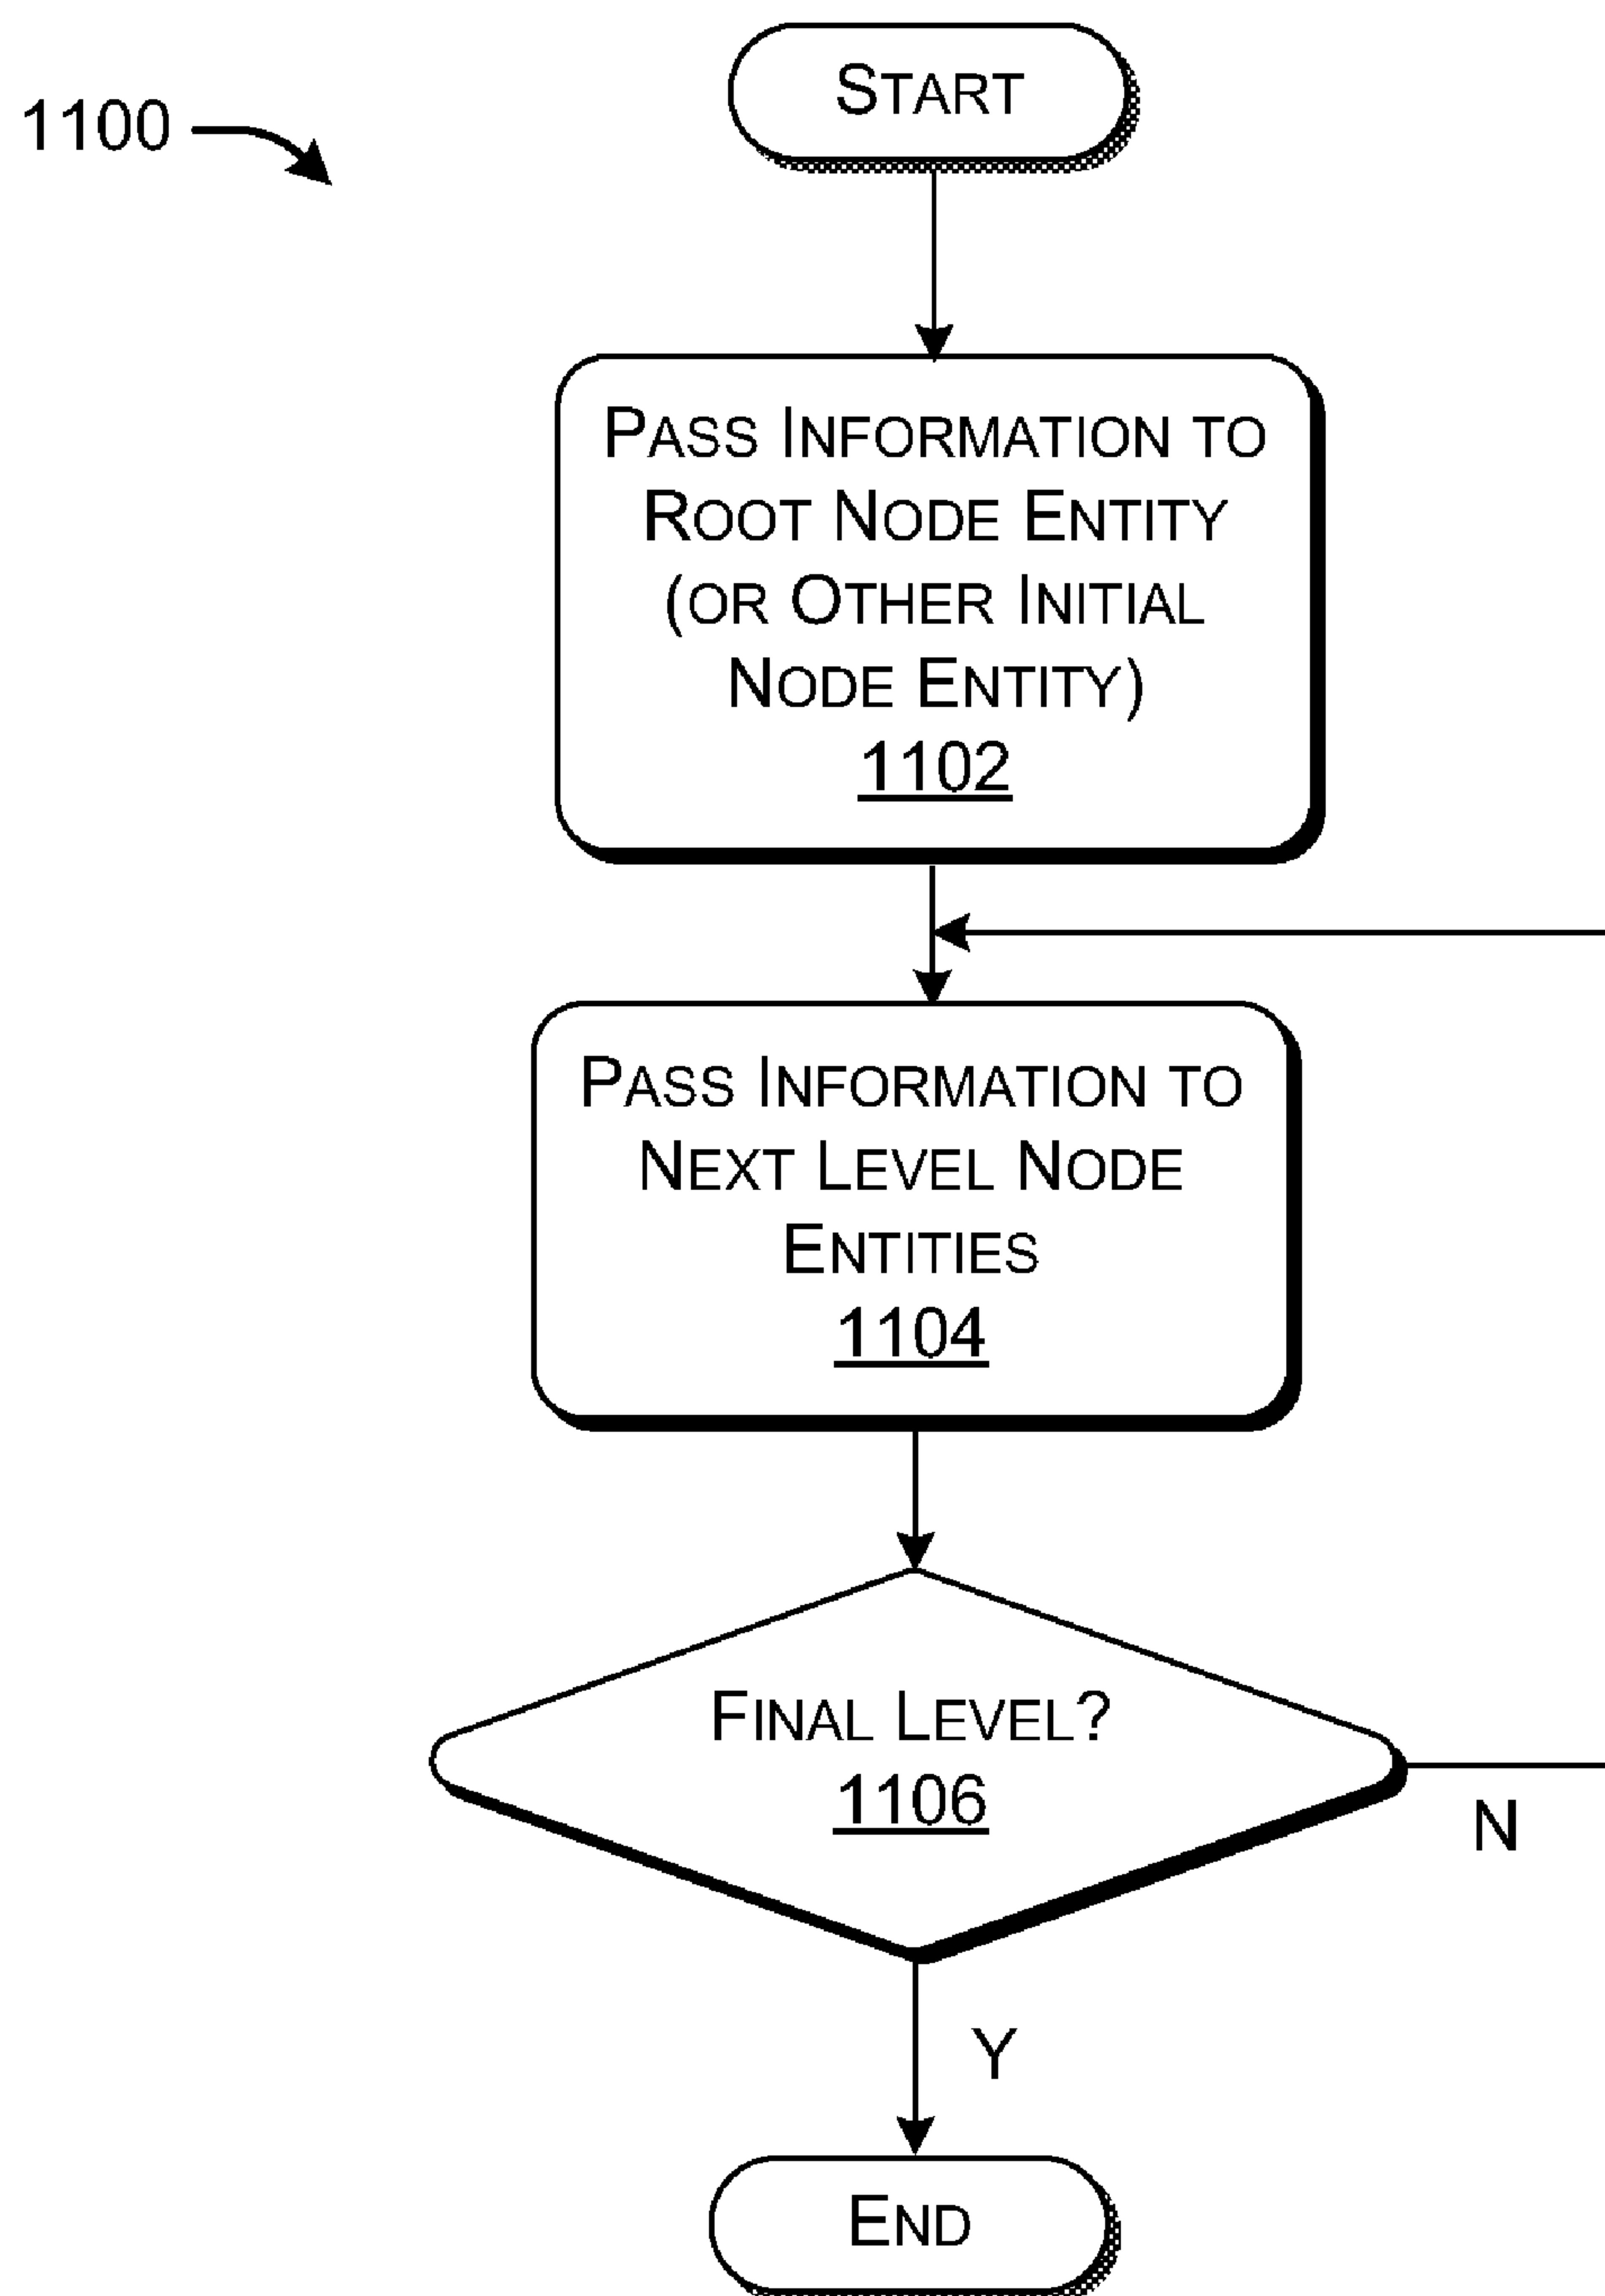 1100
START
PASS INFORMATION TO
ROOT NODE ENTITY
(OR OTHER INITIAL
NODE ENTITY)
1102
PASS INFORMATION TO
NEXT LEVEL NODE
ENTITIES
1104
FINAL LEVEL?
1106
N
Y
END